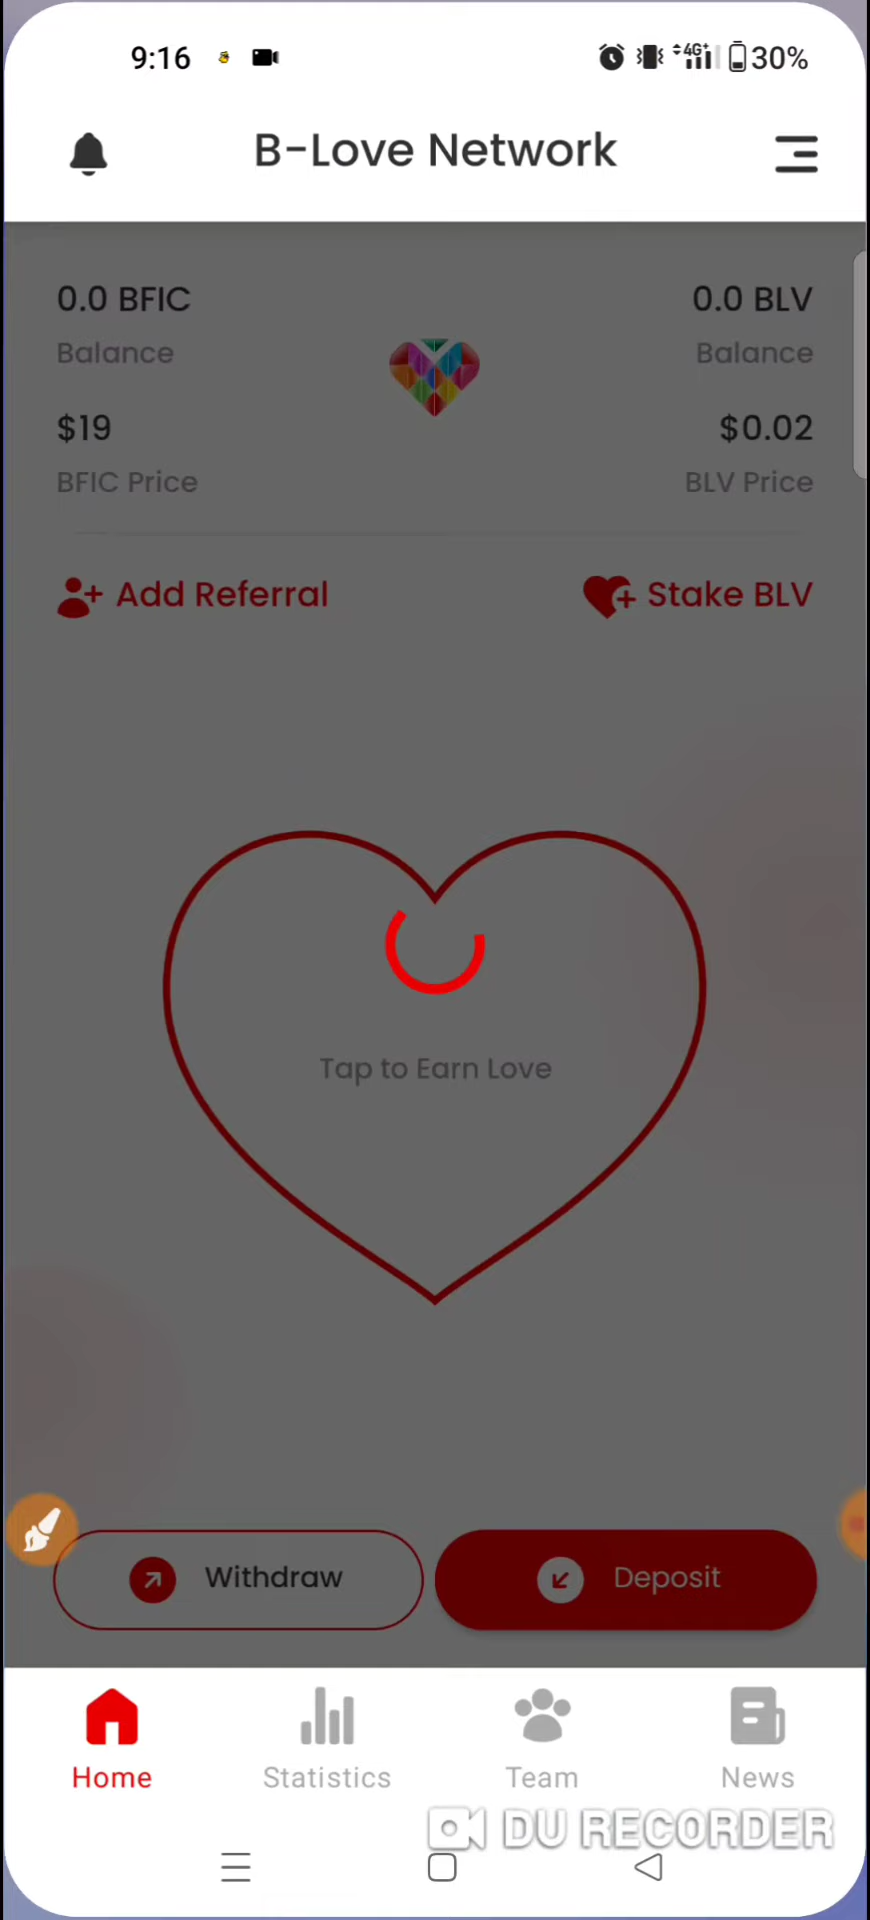 9:16 4G+ 30%
B-Love Network
0.0 BFIC 0.0 BLV
Balance Balance
$19 $0.02
BFIC Price BLV Price
Add Referral Stake BLV
Tap to Earn Love
Withdraw Deposit
Home Statistics Team News
DU RECORDER